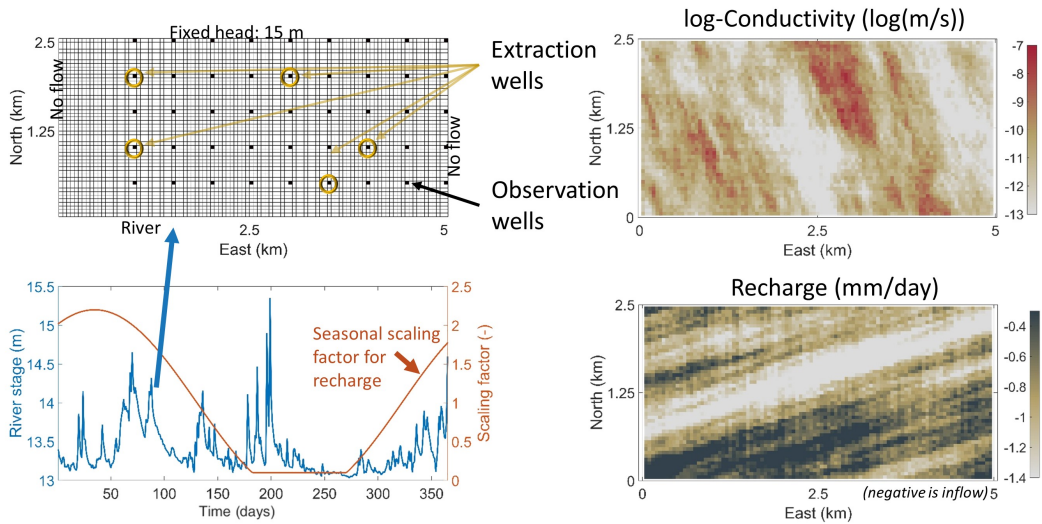 Fixed head: 15 m
2.5
No flow
North (km)
1.25
No flow
River
2.5
5
East (km)
Extraction
wells
Observation
wells
log-Conductivity (log(m/s))
2.5
North (km)
1.25
0
0
2.5
5
East (km)
-7
-8
-9
-10
-11
-12
-13
15.5
15
14.5
14
13.5
13
River stage (m)
50
100
150
200
250
300
350
Time (days)
2.5
2
1.5
1
0.5
0
Scaling factor (-)
Seasonal scaling
factor for
recharge
Recharge (mm/day)
2.5
North (km)
1.25
0
0
2.5
(negative is inflow)
5
East (km)
-0.4
-0.6
-0.8
-1
-1.2
-1.4